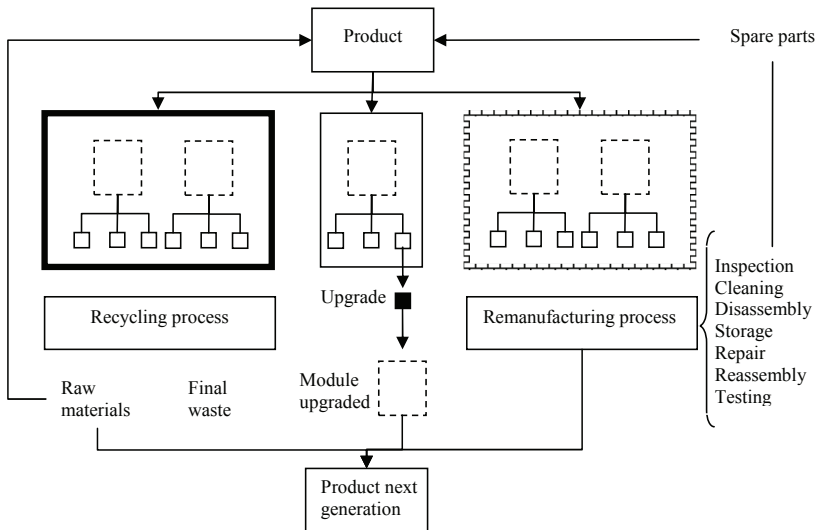 Product
Spare parts
Upgrade
Recycling process
Remanufacturing process
Inspection
Cleaning
Disassembly
Storage
Repair
Reassembly
Testing
Raw
materials
Final
waste
Module
upgraded
Product next
generation